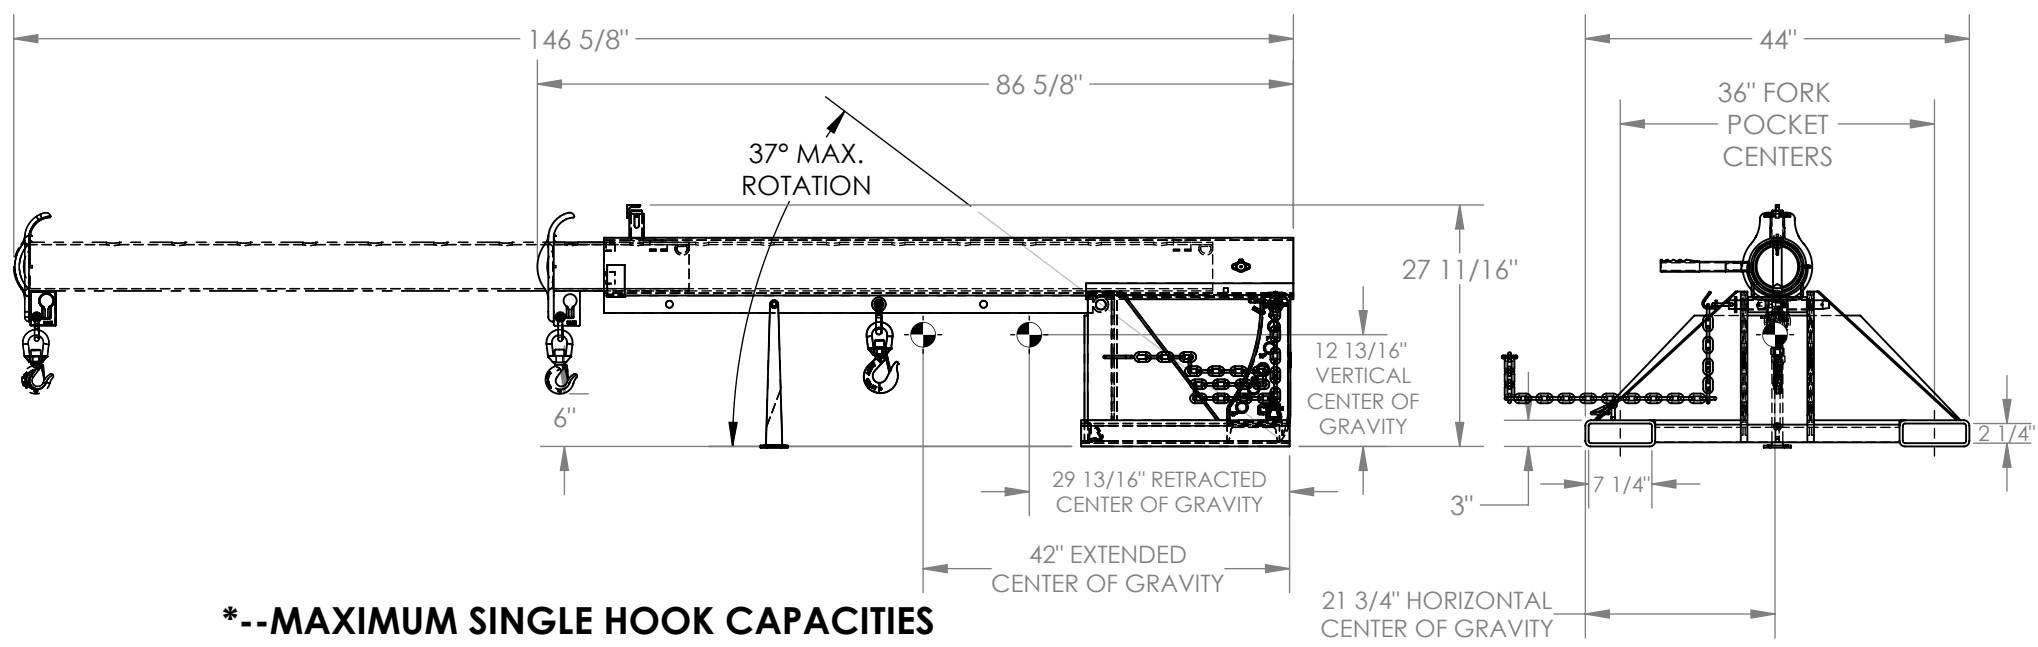 146 5/8"
44"
86 5/8"
36" FORK
POCKET
CENTERS
37° MAX.
ROTATION
27 11/16"
12 13/16"
VERTICAL
CENTER OF
GRAVITY
6"
2 1/4"
29 13/16" RETRACTED
CENTER OF GRAVITY
7 1/4"
3"
42" EXTENDED
CENTER OF GRAVITY
21 3/4" HORIZONTAL
CENTER OF GRAVITY
*--MAXIMUM SINGLE HOOK CAPACITIES